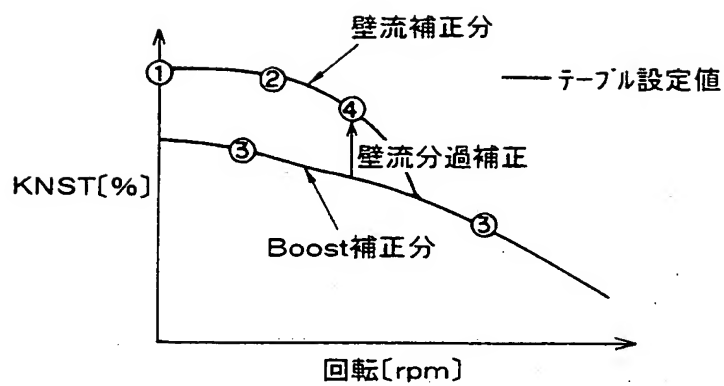 壁流補正分
①
②
テーブル設定値
④
③
壁流分過補正
KNST[%]
③
Boost補正分
回転[rpm]